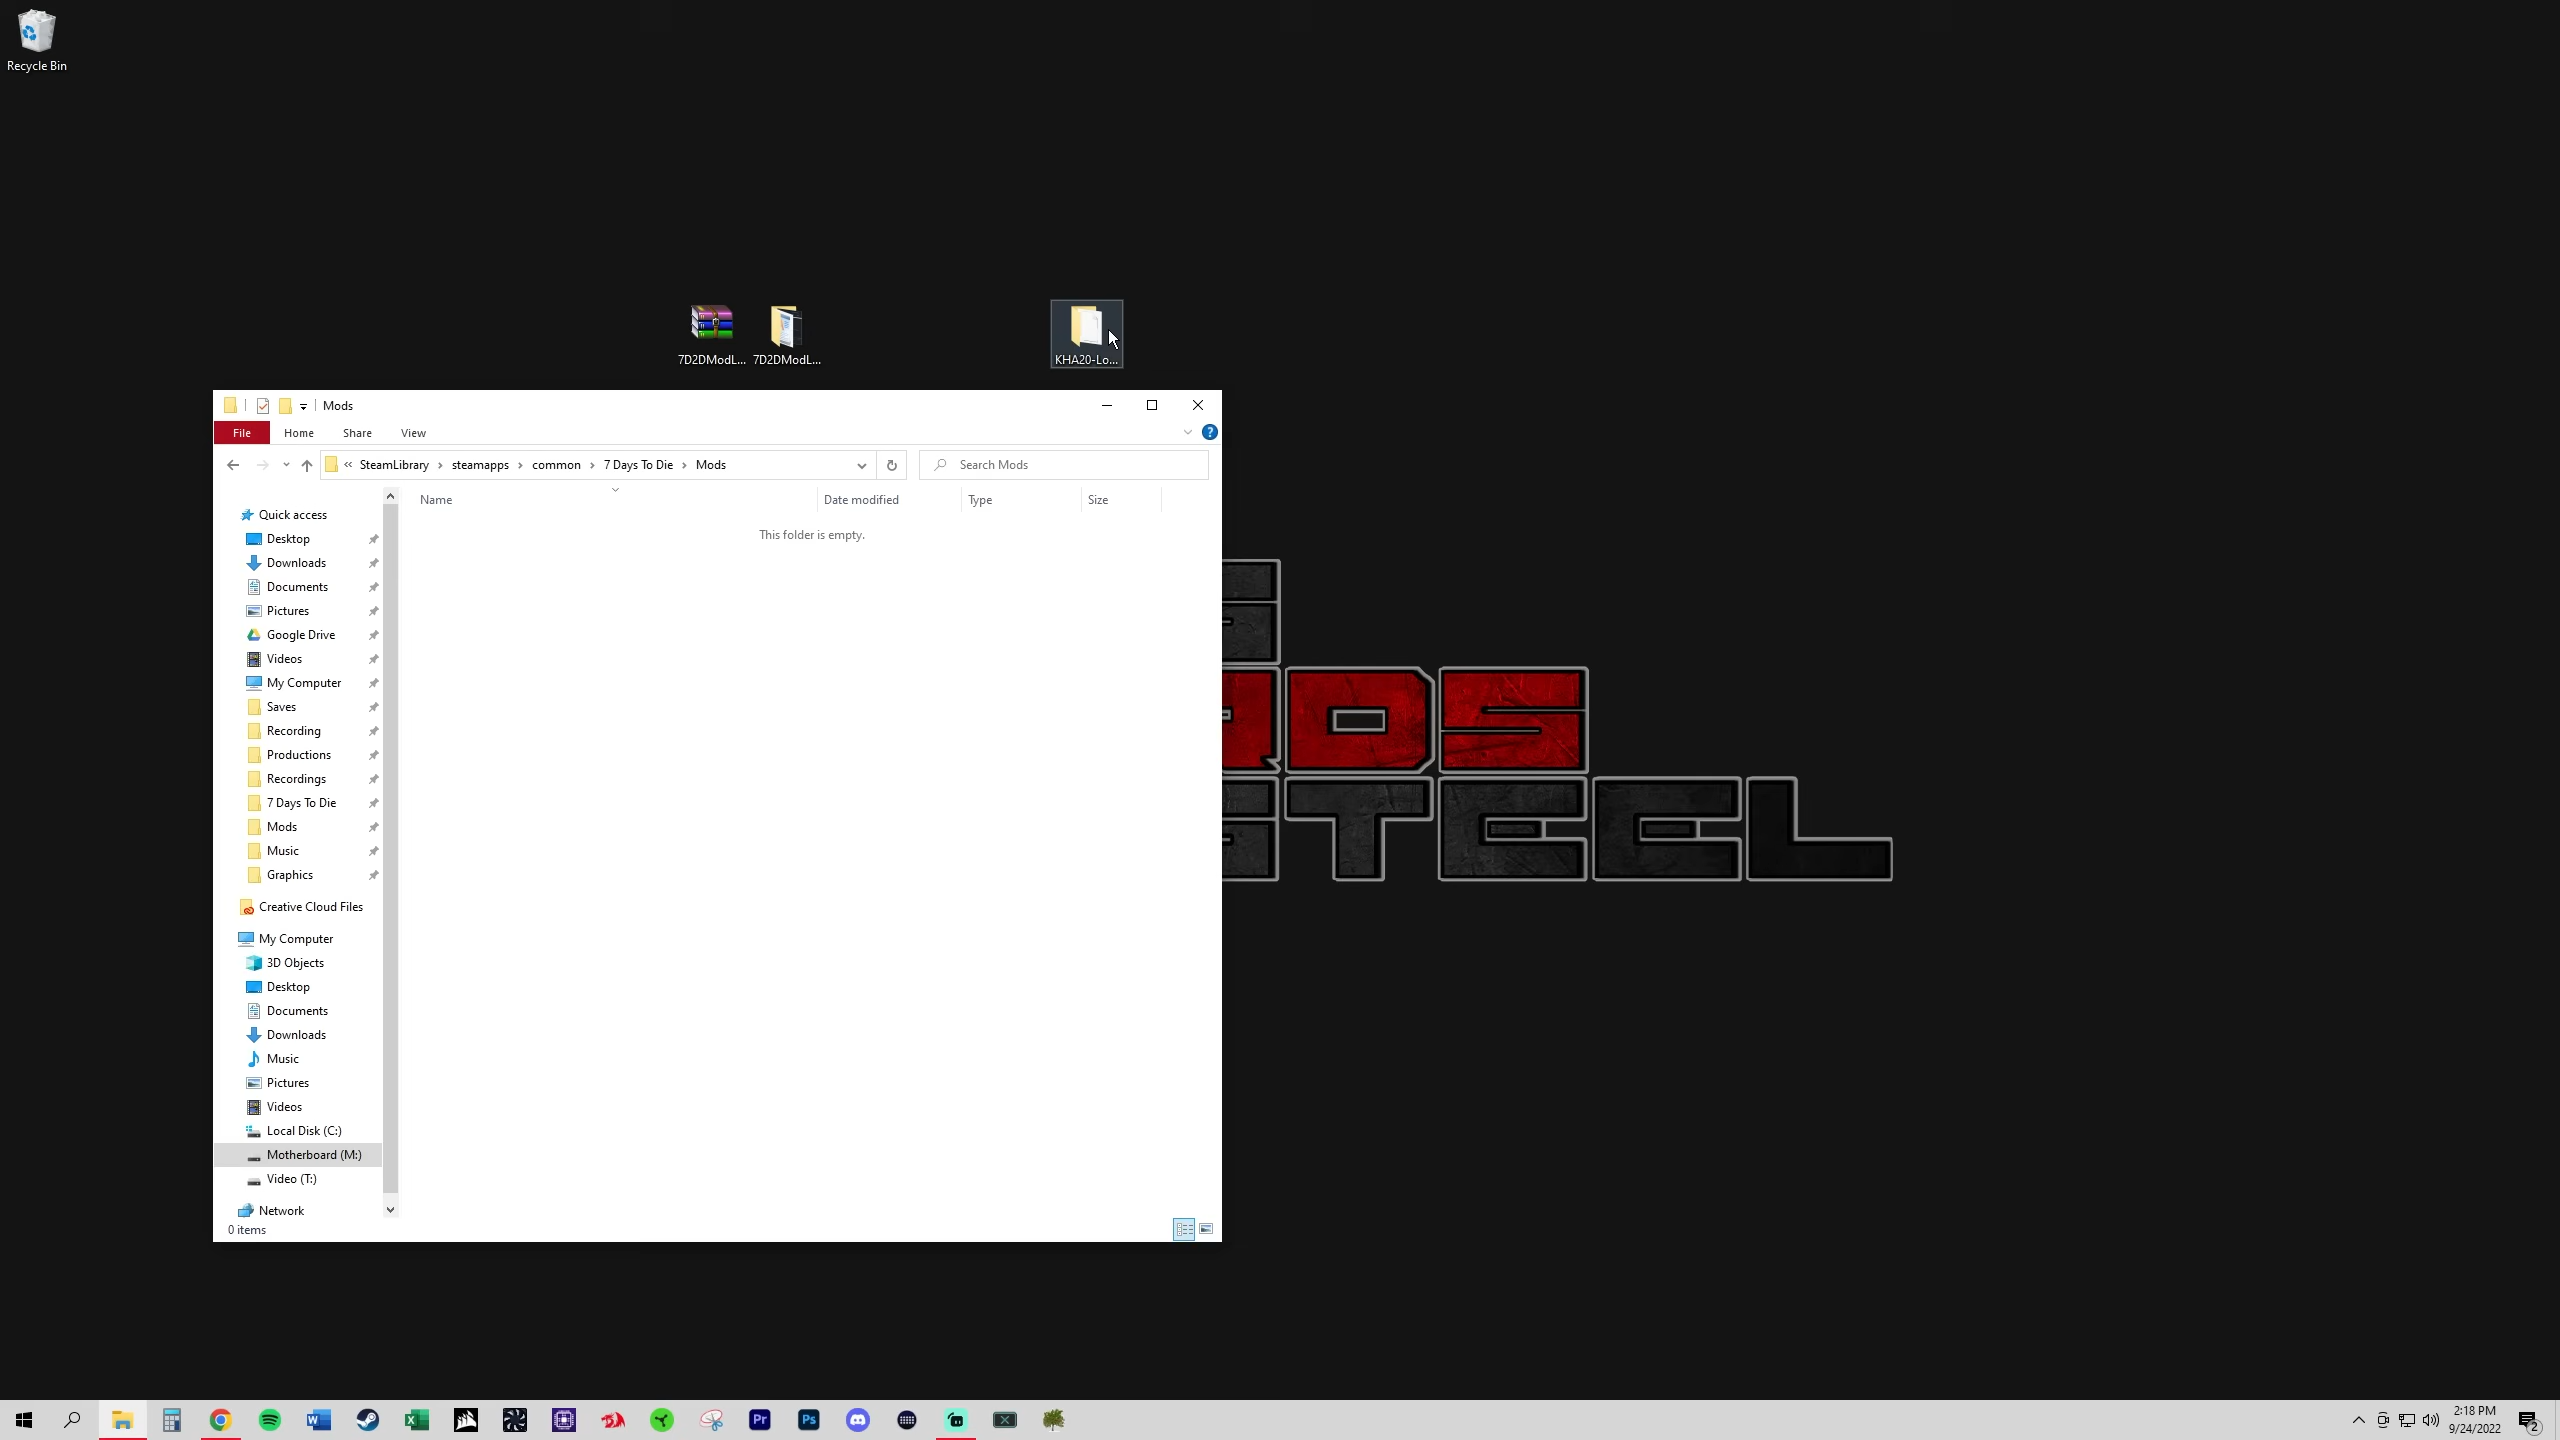 Recycle Bin
7D2DModL...
7D2DModL...
KHA20-Lo...
Mods
File
Home
Share
View
« SteamLibrary › steamapps › common › 7 Days To Die › Mods
Search Mods
Name
Date modified
Type
Size
This folder is empty.
Quick access
Desktop
Downloads
Documents
Pictures
Google Drive
Videos
My Computer
Saves
Recording
Productions
Recordings
7 Days To Die
Mods
Music
Graphics
Creative Cloud Files
My Computer
3D Objects
Desktop
Documents
Downloads
Music
Pictures
Videos
Local Disk (C:)
Motherboard (M:)
Video (T:)
Network
0 items
Pr
Ps
2:18 PM
9/24/2022
2